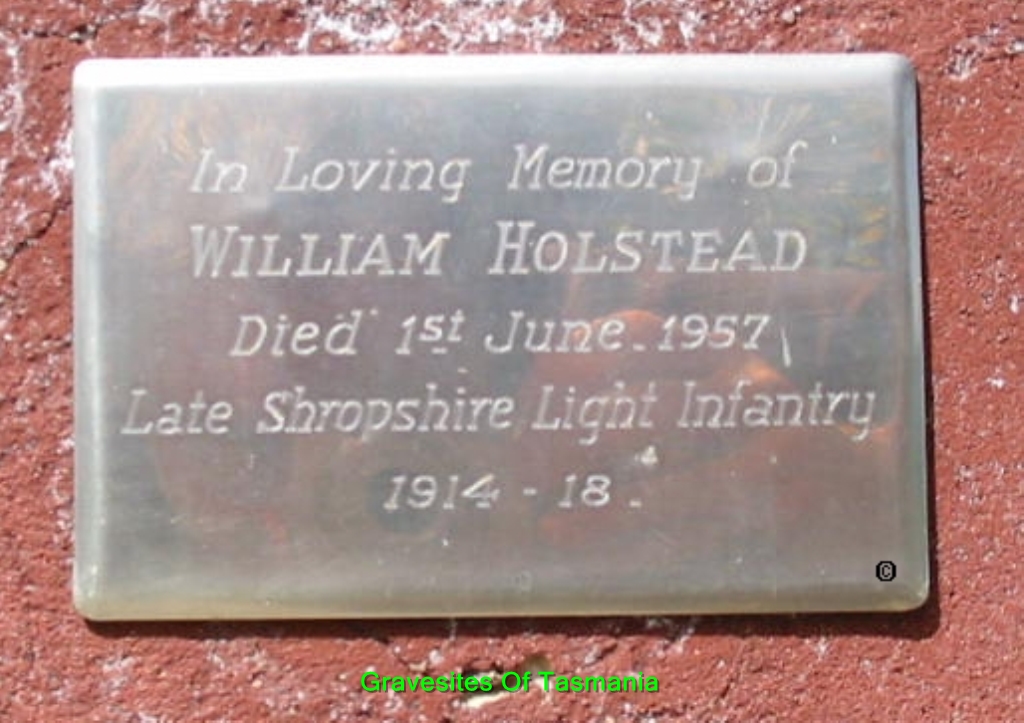 In Loving Memory of
WILLIAM HOLSTEAD
Died 1st June 1957
Late Shropshire Light Infantry
1914 - 18.
©
Gravesites Of Tasmania